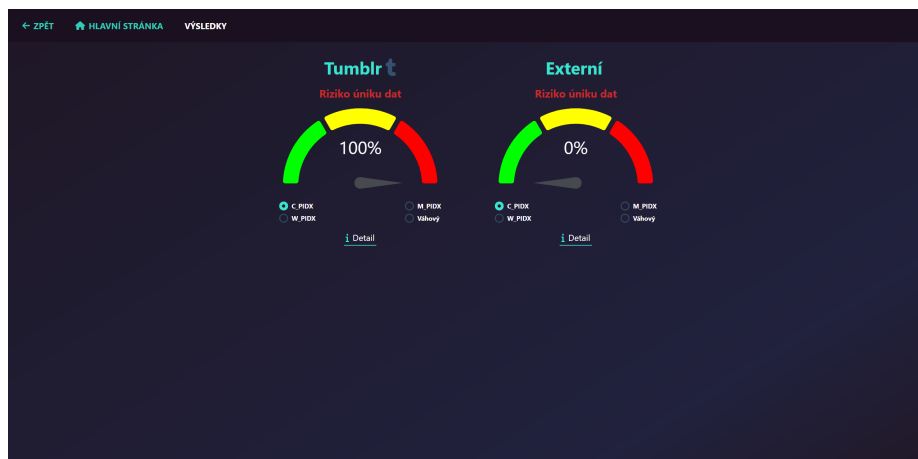 ← ZPĚT HLAVNÍ STRÁNKA VÝSLEDKY
Tumblr t
Riziko úniku dat
100%
C_PIDX M_PIDX
W_PIDX Váhový
i Detail
Externí
Riziko úniku dat
0%
C_PIDX M_PIDX
W_PIDX Váhový
i Detail